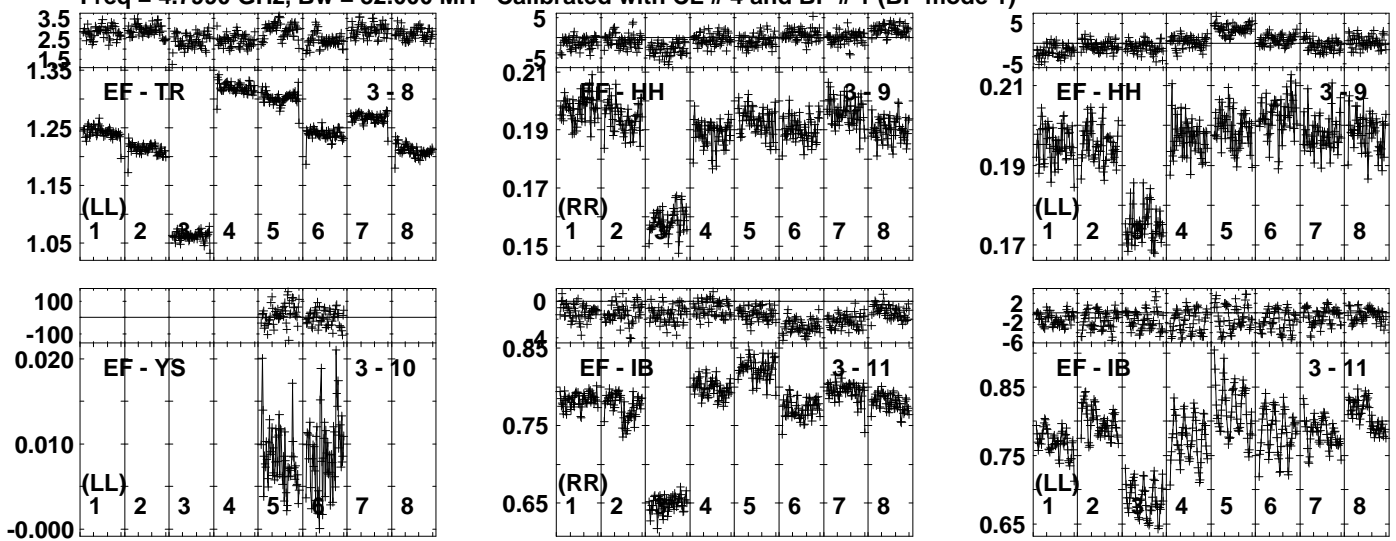 Freq = 4.7990 GHz, Bw = 32.000 MH Calibrated with CL # 4 and BP # 1 (BP mode 1)
3.5
2.5
1.5
1.35
1.25
1.15
1.05
EF - TR
3 - 8
(LL)
1 2 3 4 5 6 7 8
5
-5
0.21
0.19
0.17
0.15
EF - HH
3 - 9
(RR)
1 2 3 4 5 6 7 8
5
-5
0.21
0.19
0.17
EF - HH
3 - 9
(LL)
1 2 3 4 5 6 7 8
100
-100
0.020
0.010
-0.000
EF - YS
3 - 10
(LL)
1 2 3 4 5 6 7 8
0
0.85
0.75
0.65
EF - IB
3 - 11
(RR)
1 2 3 4 5 6 7 8
2
-2
-6
0.85
0.75
0.65
EF - IB
3 - 11
(LL)
1 2 3 4 5 6 7 8